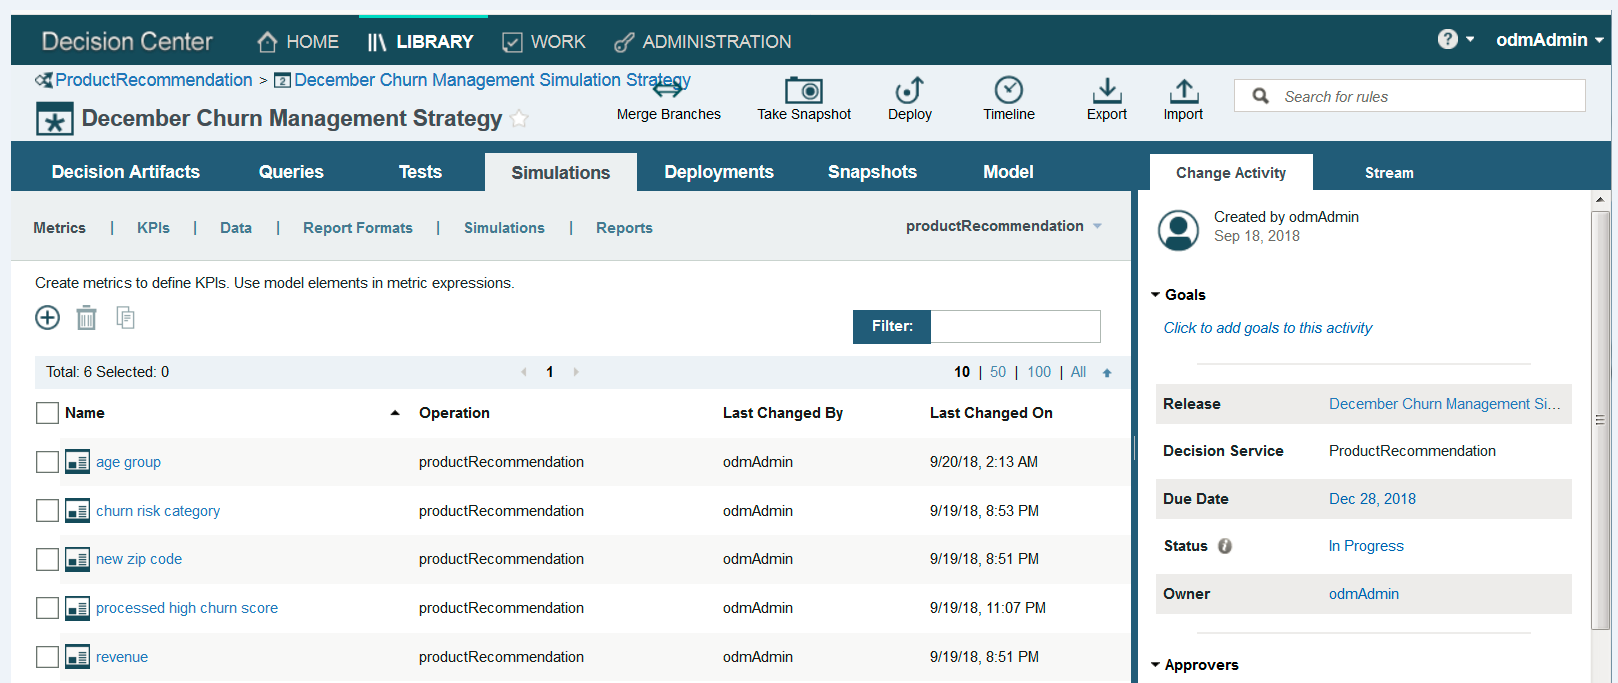 Decision Center HOME LIBRARY WORK ADMINISTRATION ? odmAdmin
ProductRecommendation > 2 December Churn Management Simulation Strategy
December Churn Management Strategy
Merge Branches Take Snapshot Deploy Timeline Export Import Search for rules
Decision Artifacts Queries Tests Simulations Deployments Snapshots Model
Metrics | KPIs | Data | Report Formats | Simulations | Reports productRecommendation
Create metrics to define KPIs. Use model elements in metric expressions.
Filter:
Total: 6 Selected: 0 1 10 | 50 | 100 | All
Name Operation Last Changed By Last Changed On
age group productRecommendation odmAdmin 9/20/18, 2:13 AM
churn risk category productRecommendation odmAdmin 9/19/18, 8:53 PM
new zip code productRecommendation odmAdmin 9/19/18, 8:51 PM
processed high churn score productRecommendation odmAdmin 9/19/18, 11:07 PM
revenue productRecommendation odmAdmin 9/19/18, 8:51 PM
Change Activity Stream
Created by odmAdmin
Sep 18, 2018
Goals
Click to add goals to this activity
Release December Churn Management Si...
Decision Service ProductRecommendation
Due Date Dec 28, 2018
Status i In Progress
Owner odmAdmin
Approvers